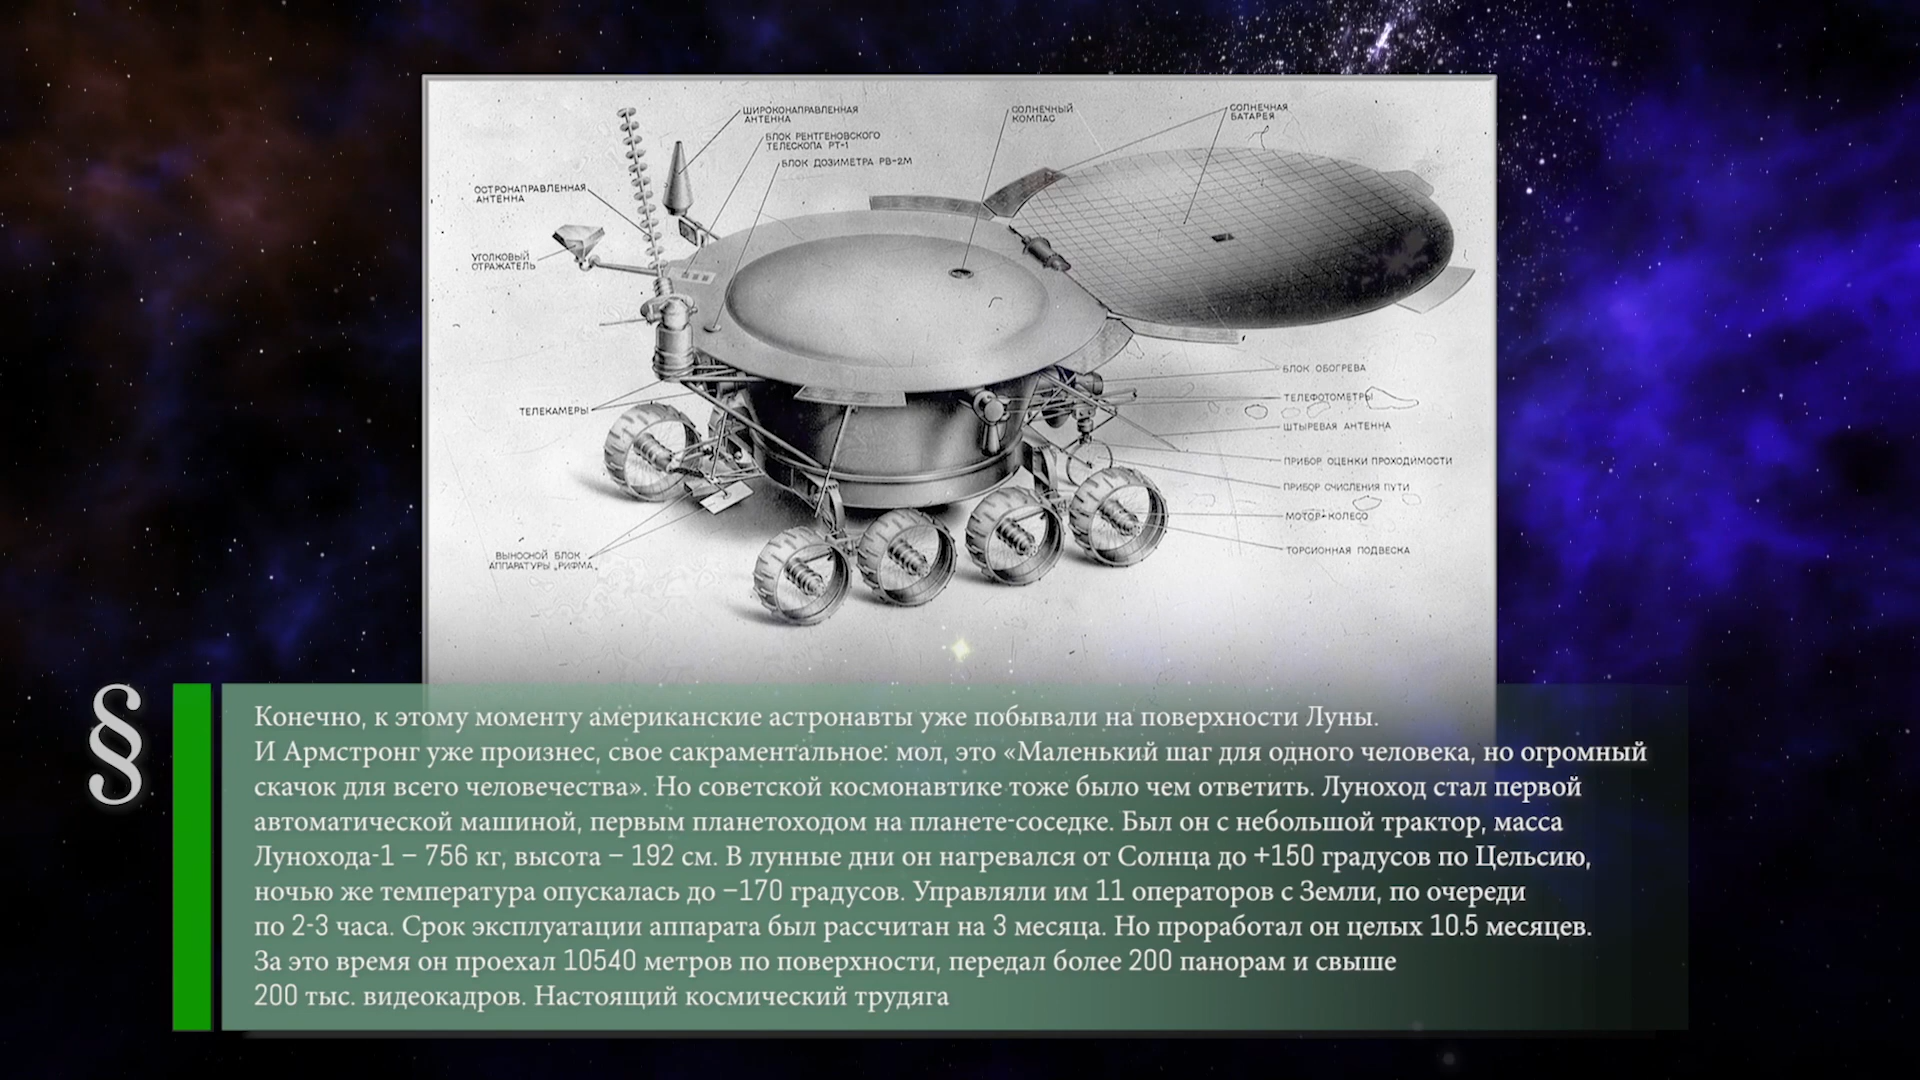 ШИРОКОНАПРАВЛЕННАЯ
АНТЕННА
БЛОК РЕНТГЕНОВСКОГО
ТЕЛЕСКОПА РТ-1
БЛОК ДОЗИМЕТРА РВ-2М
СОЛНЕЧНЫЙ
КОМПАС
СОЛНЕЧНАЯ
БАТАРЕЯ
ОСТРОНАПРАВЛЕННАЯ
АНТЕННА
УГОЛКОВЫЙ
ОТРАЖАТЕЛЬ
ТЕЛЕКАМЕРЫ
ВЫНОСНОЙ БЛОК
АППАРАТУРЫ „РИФМА„
БЛОК ОБОГРЕВА
ТЕЛЕФОТОМЕТРЫ
ШТЫРЕВАЯ АНТЕННА
ПРИБОР ОЦЕНКИ ПРОХОДИМОСТИ
ПРИБОР СЧИСЛЕНИЯ ПУТИ
МОТОР-КОЛЕСО
ТОРСИОННАЯ ПОДВЕСКА
§
Конечно, к этому моменту американские астронавты уже побывали на поверхности Луны.
И Армстронг уже произнес, свое сакраментальное: мол, это «Маленький шаг для одного человека, но огромный
скачок для всего человечества». Но советской космонавтике тоже было чем ответить. Луноход стал первой
автоматической машиной, первым планетоходом на планете-соседке. Был он с небольшой трактор, масса
Лунохода-1 – 756 кг, высота – 192 см. В лунные дни он нагревался от Солнца до +150 градусов по Цельсию,
ночью же температура опускалась до –170 градусов. Управляли им 11 операторов с Земли, по очереди
по 2-3 часа. Срок эксплуатации аппарата был рассчитан на 3 месяца. Но проработал он целых 10.5 месяцев.
За это время он проехал 10540 метров по поверхности, передал более 200 панорам и свыше
200 тыс. видеокадров. Настоящий космический трудяга